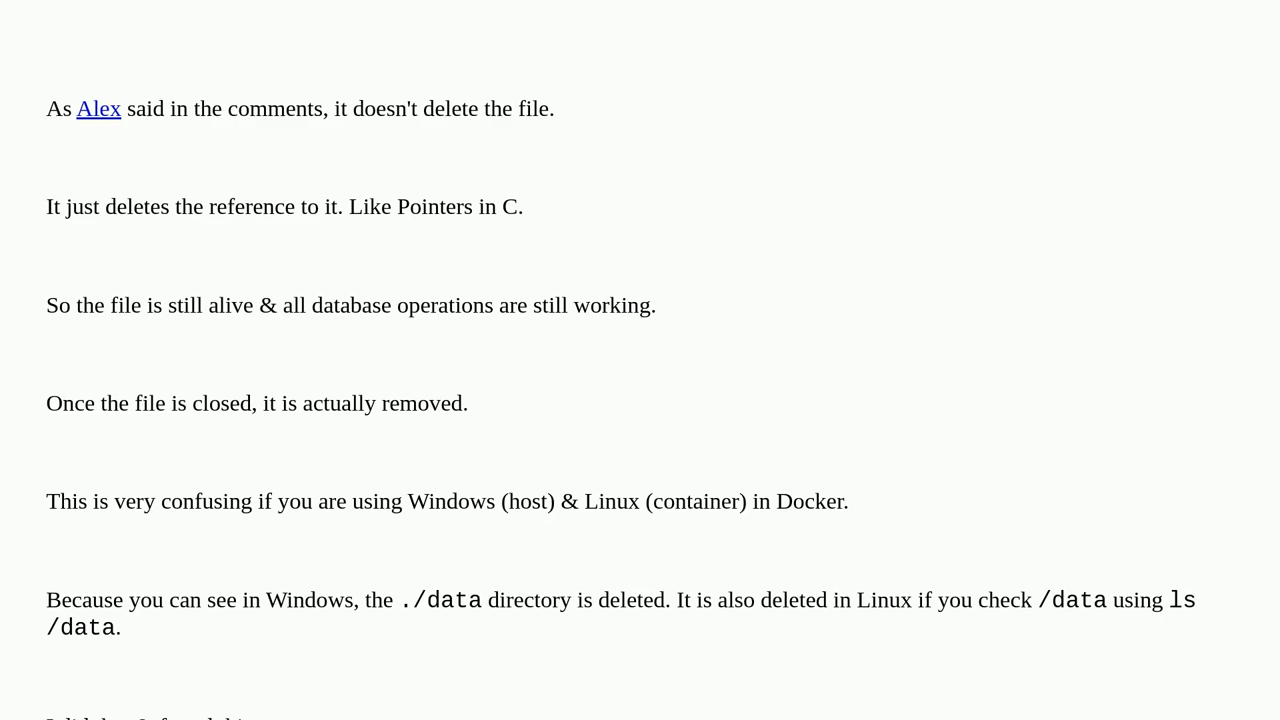 As Alex said in the comments, it doesn't delete the file.
It just deletes the reference to it. Like Pointers in C.
So the file is still alive & all database operations are still working.
Once the file is closed, it is actually removed.
This is very confusing if you are using Windows (host) & Linux (container) in Docker.
Because you can see in Windows, the ./data directory is deleted. It is also deleted in Linux if you check /data using ls
/data.